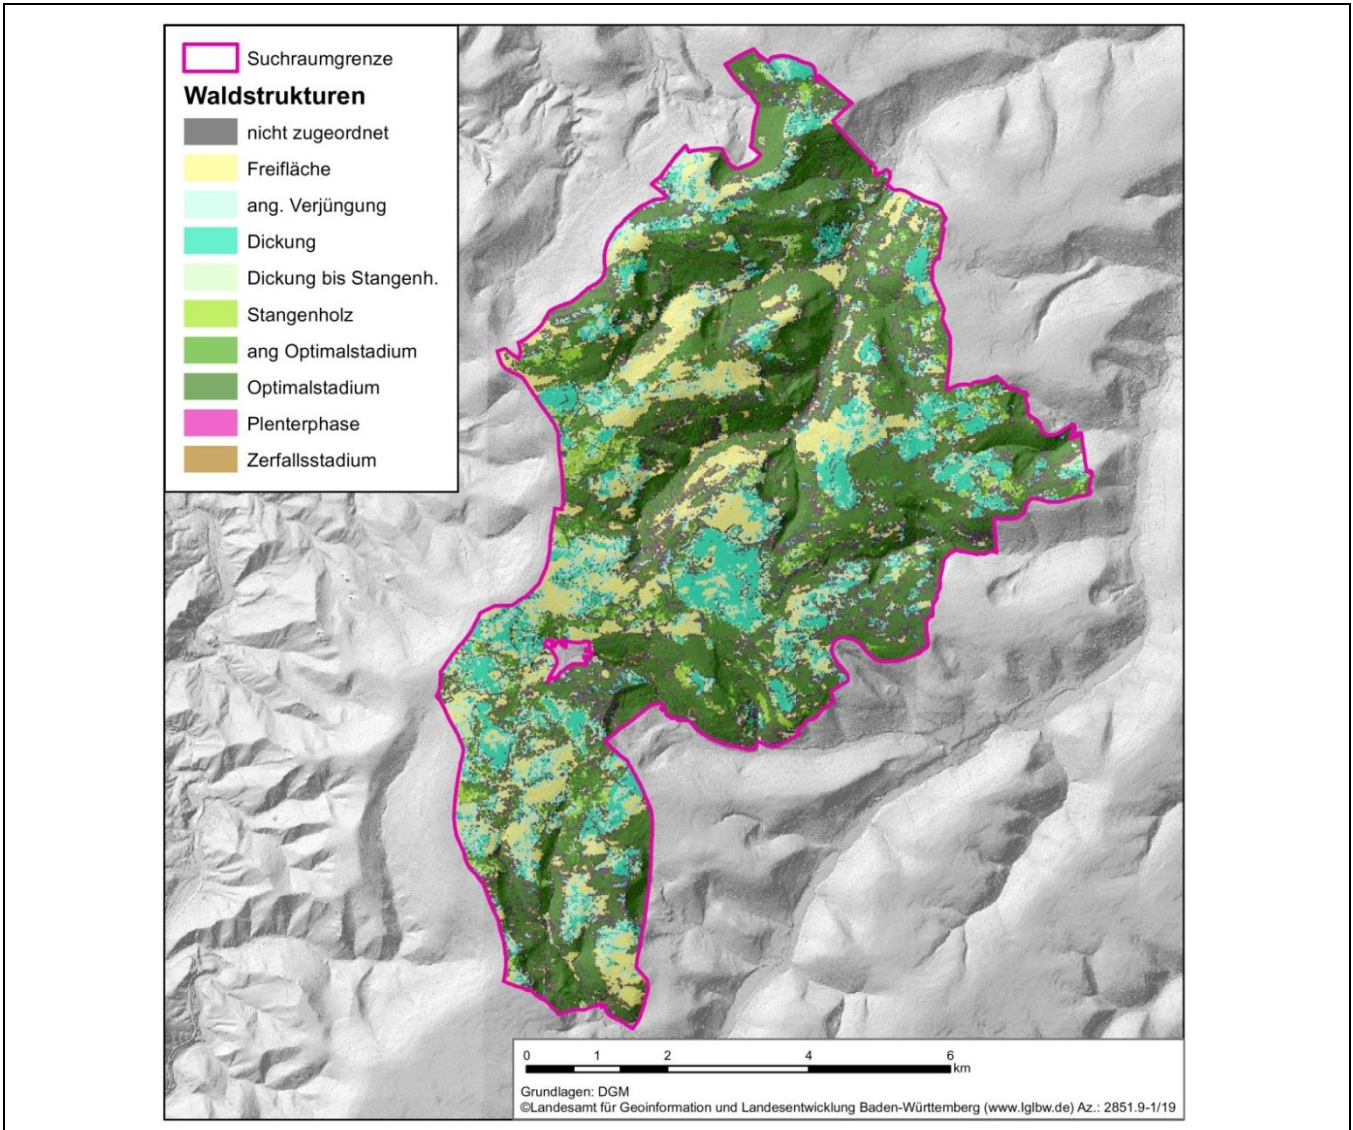 Suchraumgrenze
Waldstrukturen
nicht zugeordnet
Freifläche
ang. Verjüngung
Dickung
Dickung bis Stangenh.
Stangenholz
ang Optimalstadium
Optimalstadium
Plenterphase
Zerfallsstadium
0 1 2 4 6
km
Grundlagen: DGM
©Landesamt für Geoinformation und Landesentwicklung Baden-Württemberg (www.lglbw.de) Az.: 2851.9-1/19